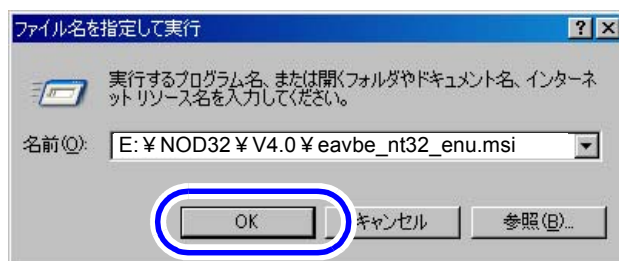 ファイル名を指定して実行
実行するプログラム名、または開くフォルダやドキュメント名、インターネ
ット リソース名を入力してください。
名前(O):
E:¥NOD32¥V4.0¥eavbe_nt32_enu.msi
OK
キャンセル
参照(B)...